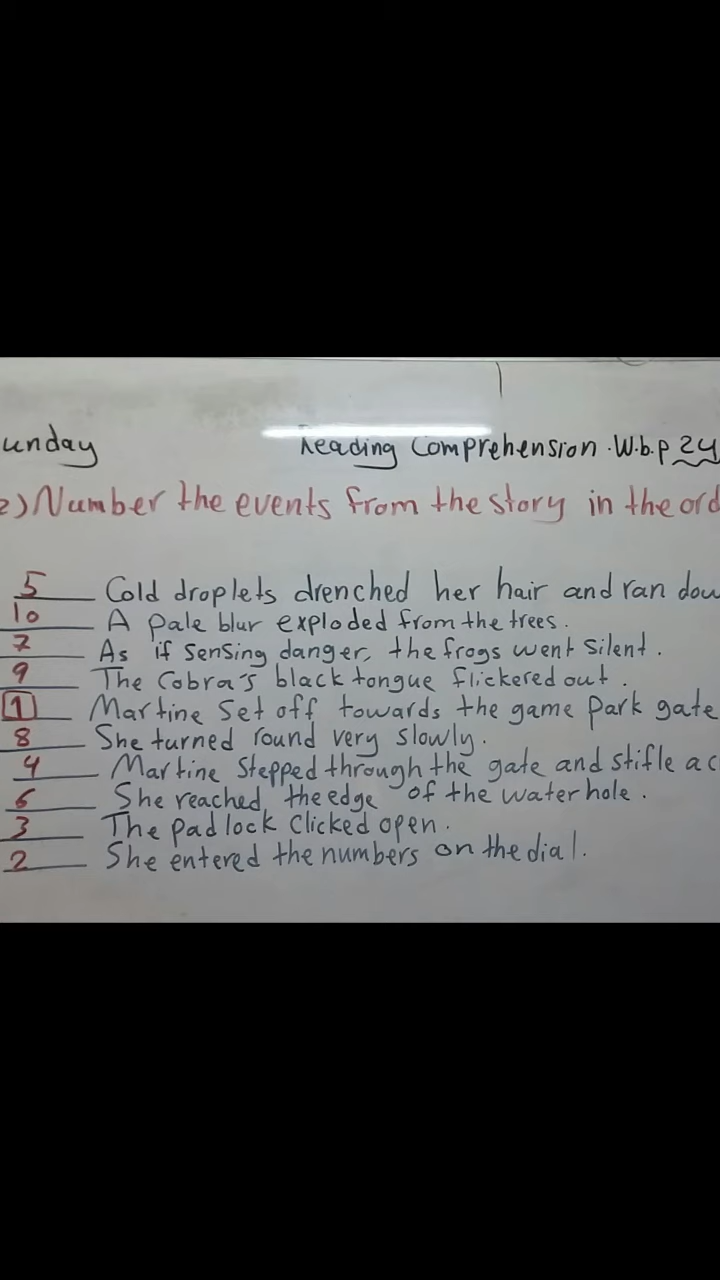 unday Reading Comprehension .W.b.p 24
2) Number the events from the story in the ord
5 Cold droplets drenched her hair and ran dow
10 A pale blur exploded from the trees.
7 As if sensing danger, the frogs went silent.
9 The Cobra's black tongue flickered out.
1 Martine Set off towards the game park gate
8 She turned round very slowly.
4 Martine Stepped through the gate and stifle a c
6 She reached the edge of the water hole.
3 The padlock clicked open.
2 She entered the numbers on the dial.